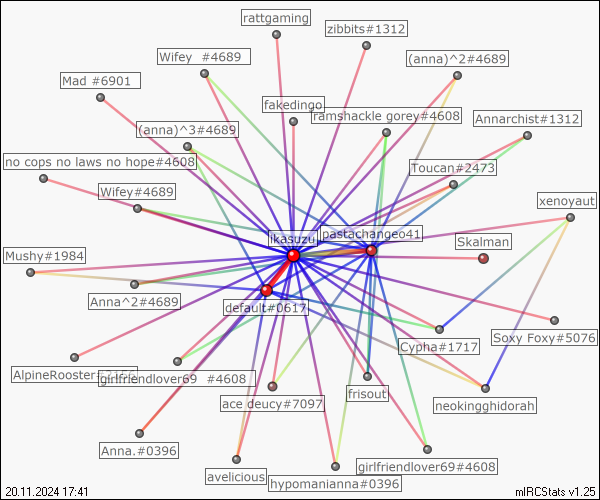 rattgaming
zibbits#1312
Wifey #4689
(anna)^2#4689
Mad #6901
fakedingo
ramshackle gorey#4608
Annarchist#1312
(anna)^3#4689
no cops no laws no hope#4608
Toucan#2473
Wifey#4689
xenoyaut
ikasuzu
pastachangeo41
Skalman
Mushy#1984
Anna^2#4689
default#0617
Soxy Foxy#5076
Cypha#1717
AlpineRooster
girlfriendlover69 #4608
frisout
ace deucy#7097
neokingghidorah
Anna.#0396
girlfriendlover69#4608
avelicious
hypomanianna#0396
20.11.2024 17:41
mIRCStats v1.25